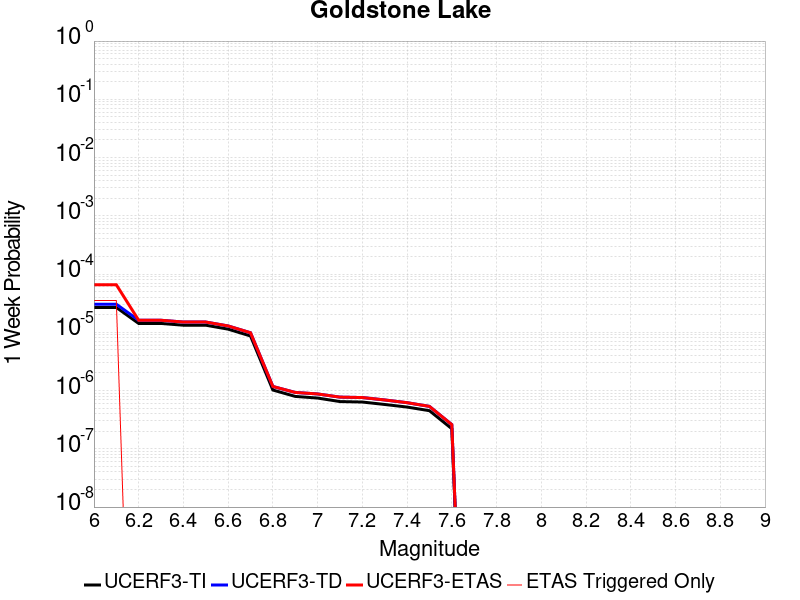 Goldstone Lake
1 Week Probability
10^0
10^-1
10^-2
10^-3
10^-4
10^-5
10^-6
10^-7
10^-8
6 6.2 6.4 6.6 6.8 7 7.2 7.4 7.6 7.8 8 8.2 8.4 8.6 8.8 9
Magnitude
UCERF3-TI UCERF3-TD UCERF3-ETAS ETAS Triggered Only